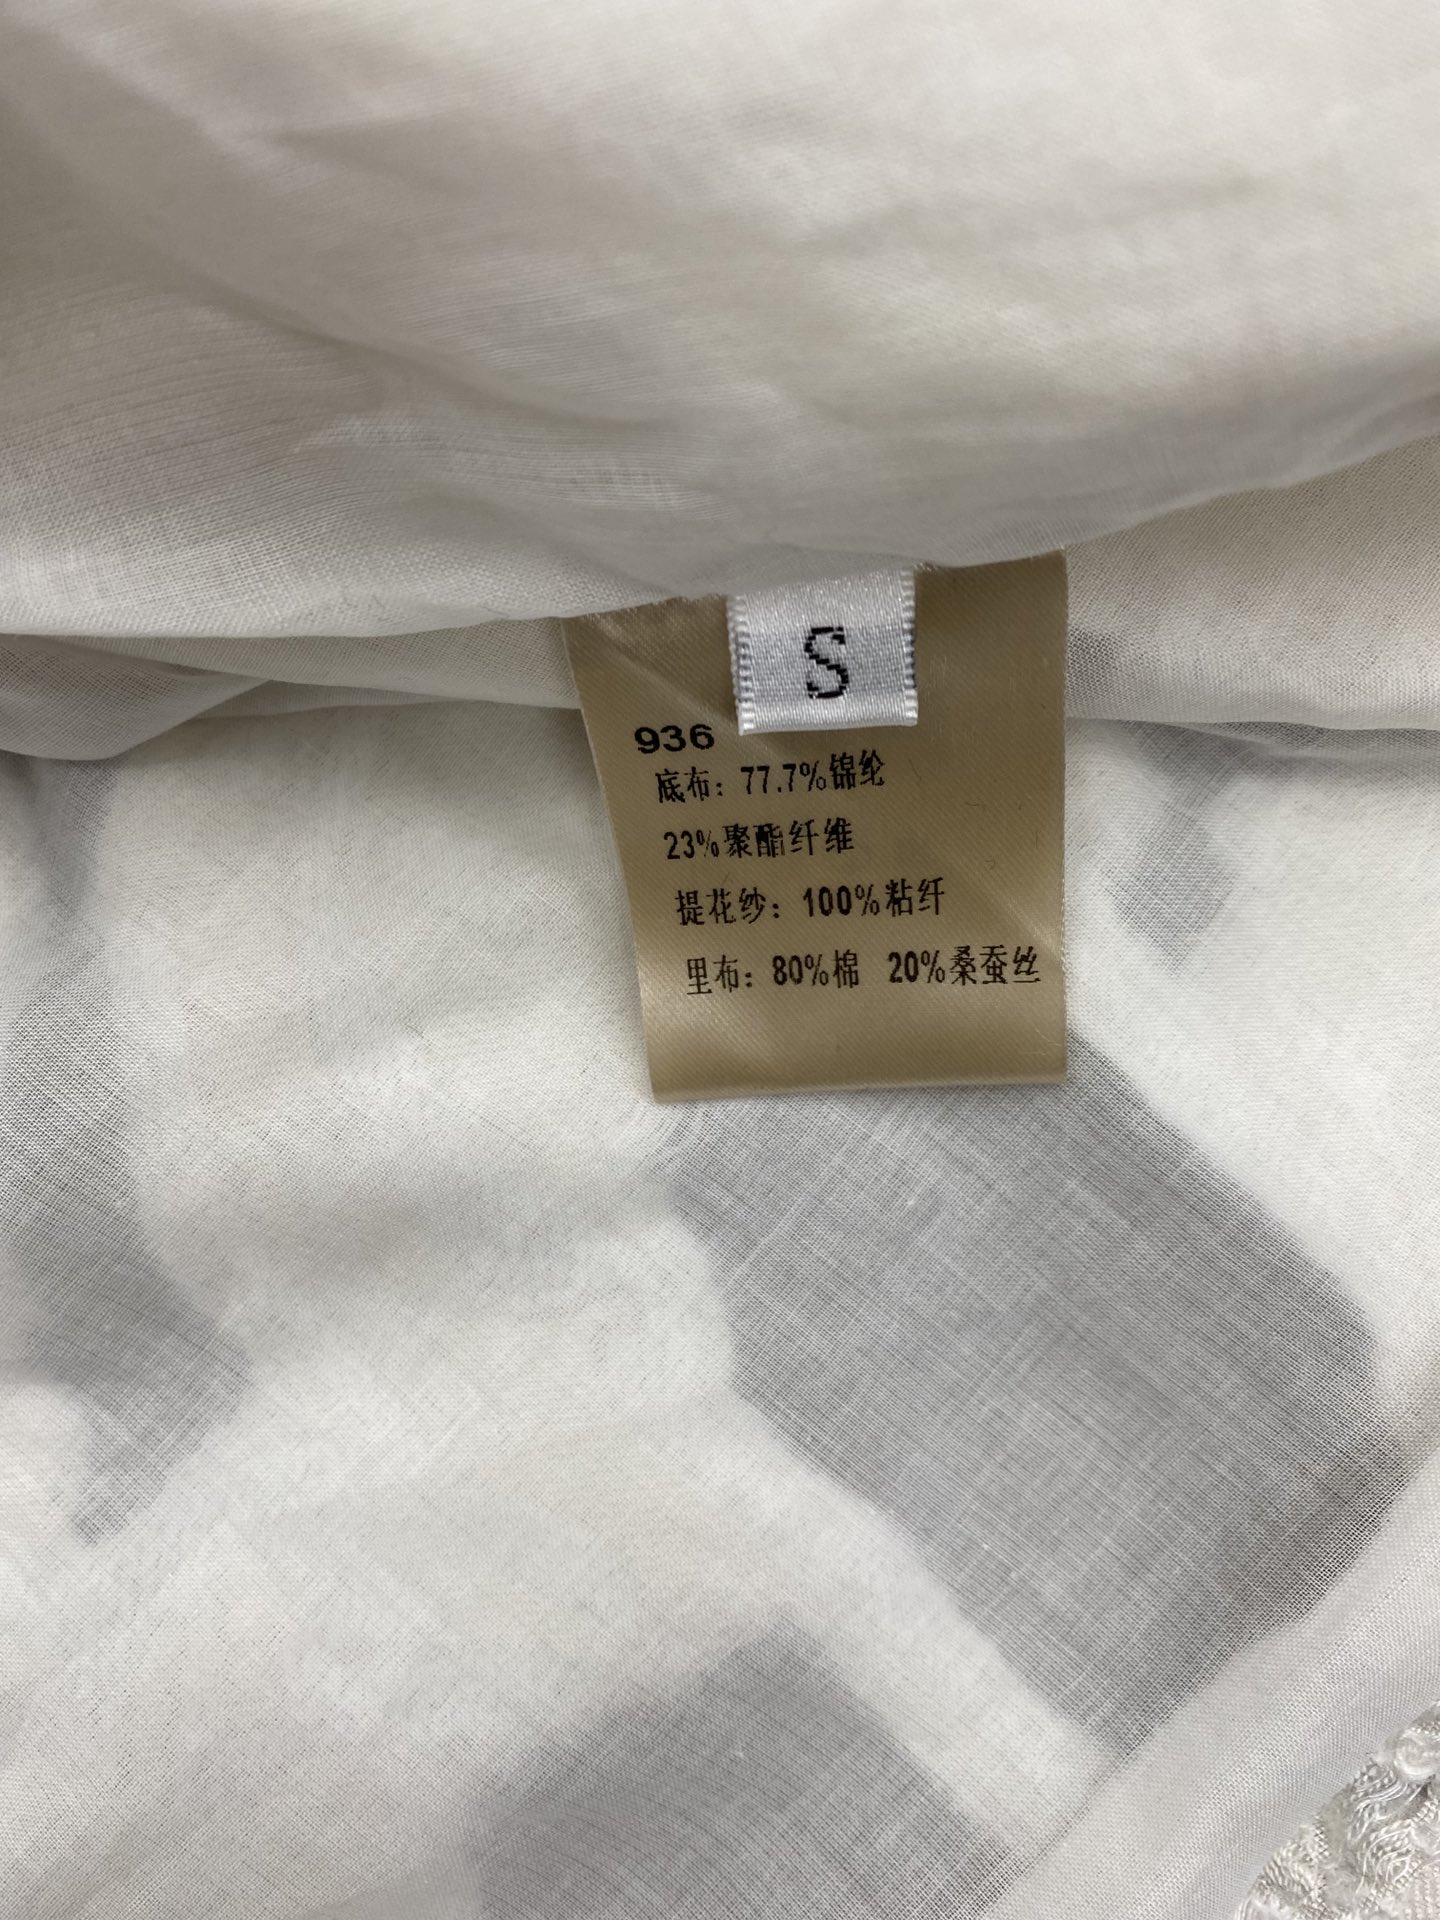 S
936
底布：77.7%锦纶
23%聚酯纤维
提花纱：100%粘纤
里布：80%棉 20%桑蚕丝